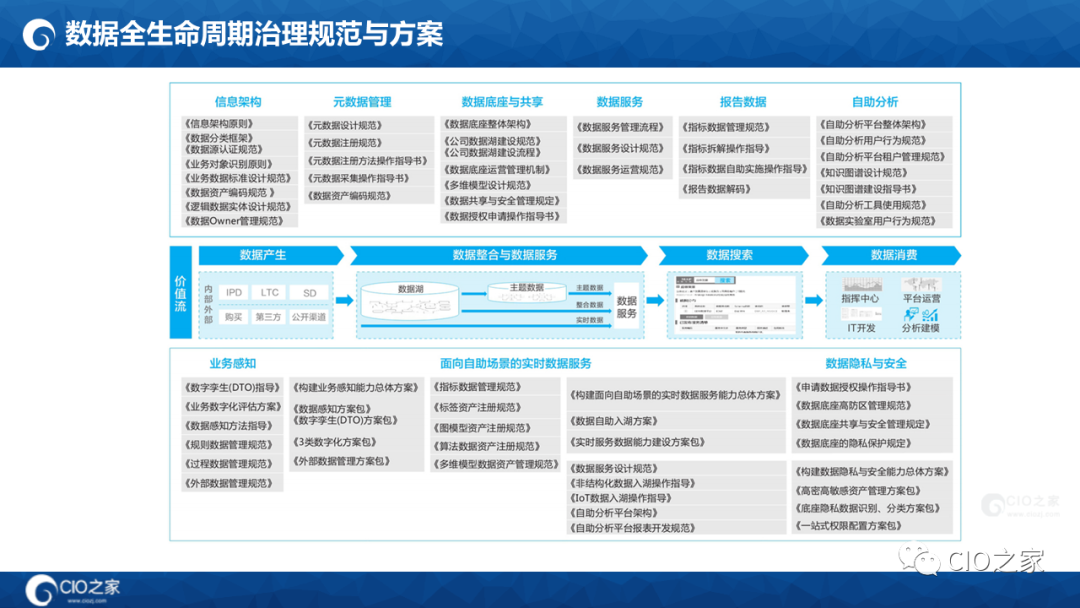 数据全生命周期治理规范与方案
信息架构
《信息架构原则》
《数据分类框架》
《数据源认证规范》
《业务对象识别原则》
《业务数据标准设计规范》
《数据资产编码规范 》
《逻辑数据实体设计规范》
《数据Owner管理规范》
元数据管理
《元数据设计规范》
《元数据注册规范》
《元数据注册方法操作指导书》
《元数据采集操作指导书》
《数据资产编码规范》
数据底座与共享
《数据底座整体架构》
《公司数据湖建设规范》
《公司数据湖建设流程》
《数据底座运营管理机制》
《多维模型设计规范》
《数据共享与安全管理规定》
《数据授权申请操作指导书》
数据服务
《数据服务管理流程》
《数据服务设计规范》
《数据服务运营规范》
报告数据
《指标数据管理规范》
《指标拆解操作指导》
《指标数据自助实施操作指导》
《报告数据解码》
自助分析
《自助分析平台整体架构》
《自助分析用户行为规范》
《自助分析平台租户管理规范》
《知识图谱设计规范》
《知识图谱建设指导书》
《自助分析工具使用规范》
《数据实验室用户行为规范》
价值流
数据产生
数据整合与数据服务
数据搜索
数据消费
内部
外部
IPD
LTC
SD
购买
第三方
公开渠道
数据湖
主题数据
主题数据
整合数据
实时数据
数据服务
指挥中心
平台运营
IT开发
分析建模
业务感知
《数字孪生(DTO)指导》
《业务数字化评估方案》
《数据感知方法指导》
《规则数据管理规范》
《过程数据管理规范》
《外部数据管理规范》
《构建业务感知能力总体方案》
《数据感知方案包》
《数字孪生(DTO)方案包》
《3类数字化方案包》
《外部数据管理方案包》
面向自助场景的实时数据服务
《指标数据管理规范》
《标签资产注册规范》
《图模型资产注册规范》
《算法数据资产注册规范》
《多维模型数据资产管理规范》
《构建面向自助场景的实时数据服务能力总体方案》
《数据自助入湖方案》
《实时服务数据能力建设方案包》
《数据服务设计规范》
《非结构化数据入湖操作指导》
《IoT数据入湖操作指导》
《自助分析平台架构》
《自助分析平台报表开发规范》
数据隐私与安全
《申请数据授权操作指导书》
《数据底座高防区管理规范》
《数据底座共享与安全管理规定》
《数据底座的隐私保护规定》
《构建数据隐私与安全能力总体方案》
《高密高敏感资产管理方案包》
《底座隐私数据识别、分类方案包》
《一站式权限配置方案包》
CIO之家
www.ciozj.com
CIO之家
CIO之家
www.ciozj.com